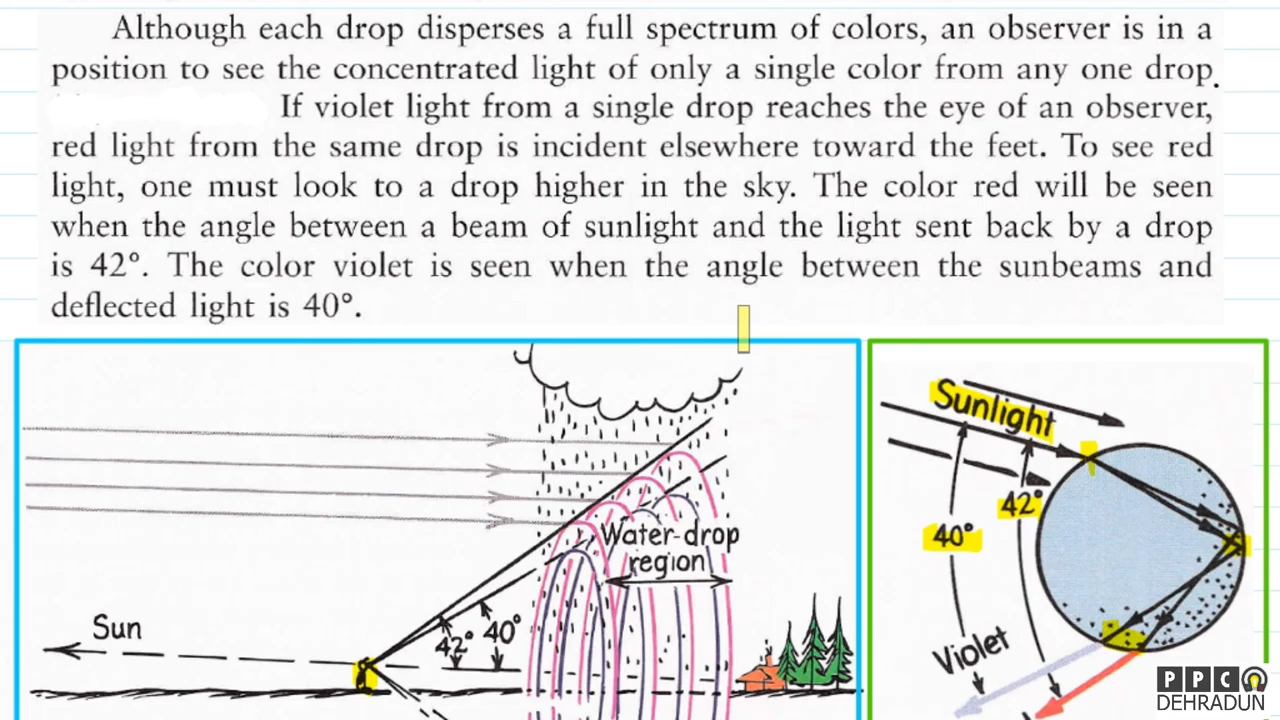 Although each drop disperses a full spectrum of colors, an observer is in a
position to see the concentrated light of only a single color from any one drop.
If violet light from a single drop reaches the eye of an observer,
red light from the same drop is incident elsewhere toward the feet. To see red
light, one must look to a drop higher in the sky. The color red will be seen
when the angle between a beam of sunlight and the light sent back by a drop
is 42°. The color violet is seen when the angle between the sunbeams and
deflected light is 40°.
Water-drop
region
Sun
42°
40°
Sunlight
42°
40°
Violet
PPC
DEHRADUN